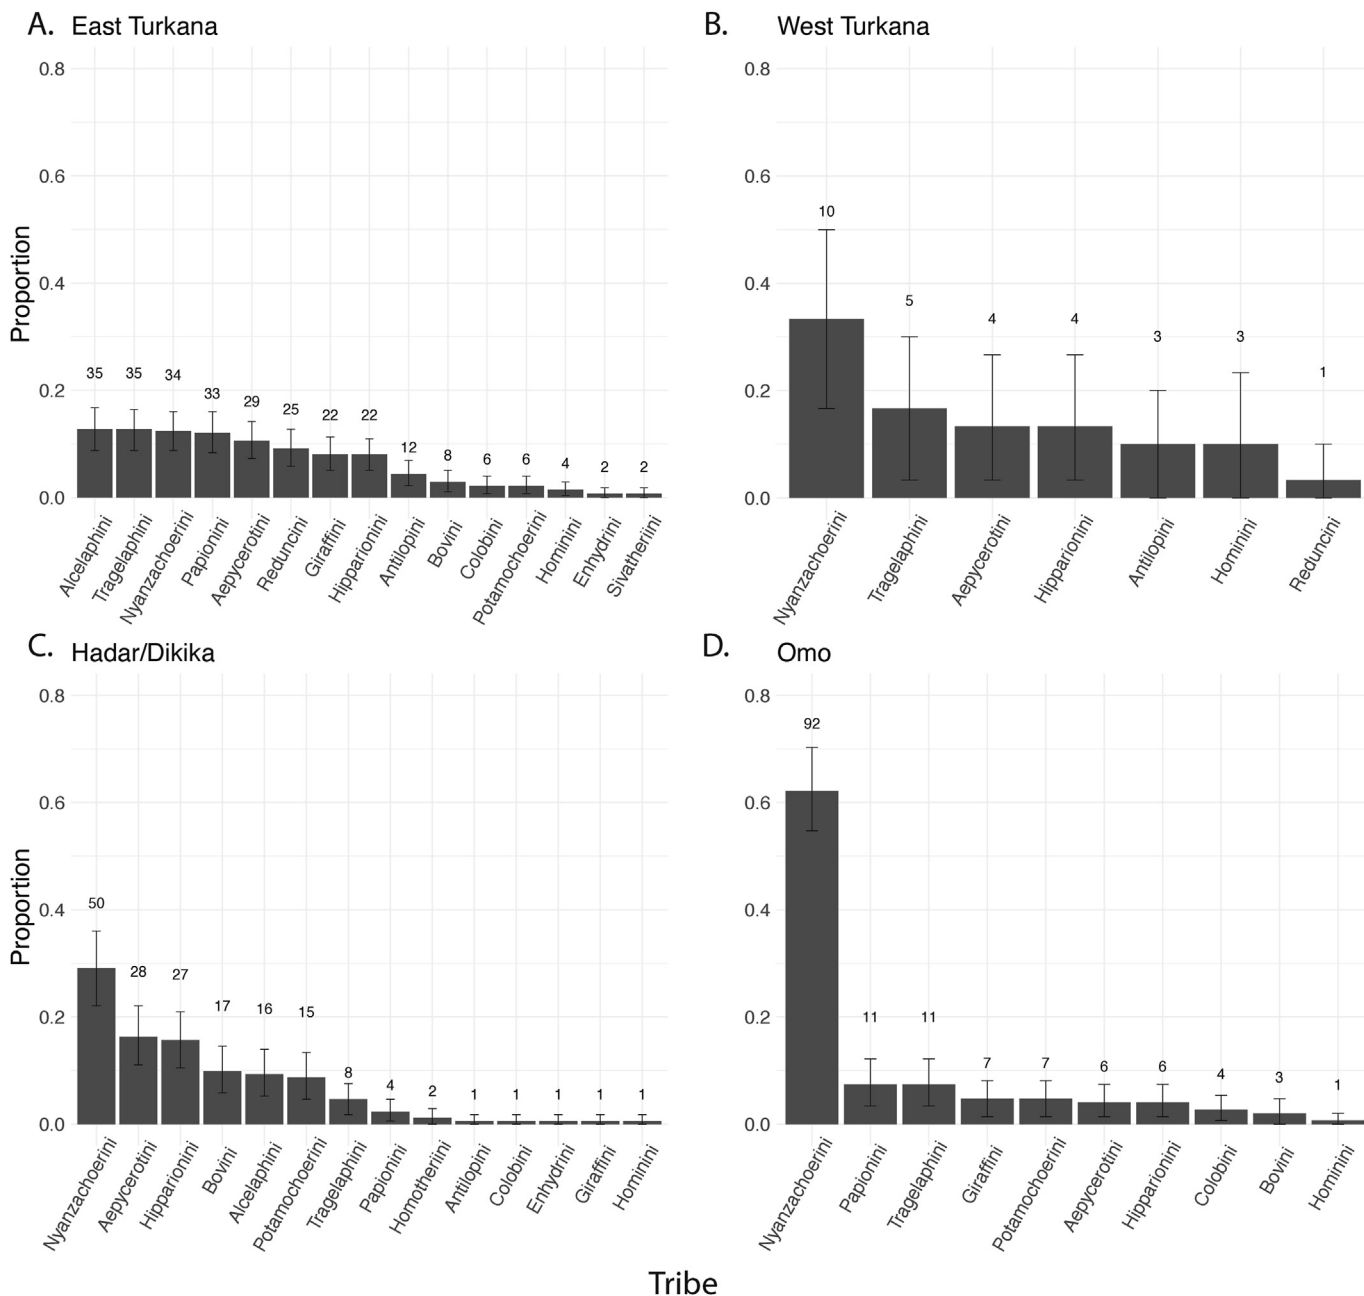 A. East Turkana
0.8
0.6
0.4
0.2
0.0
Proportion
35 35 34 33 29 25 22 22 12 8 6 6 4 2 2
Alcelaphini Tragelaphini Nyanzachoerini Papionini Aepycerotini Reduncini Giraffini Hipparionini Antilopini Bovini Colobini Potamochoerini Hominini Enhydrini Sivatheriini
B. West Turkana
0.8
0.6
0.4
0.2
0.0
10 5 4 4 3 3 1
Nyanzachoerini Tragelaphini Aepycerotini Hipparionini Antilopini Hominini Reduncini
C. Hadar/Dikika
0.8
0.6
0.4
0.2
0.0
Proportion
50 28 27 17 16 15 8 4 2 1 1 1 1 1
Nyanzachoerini Aepycerotini Hipparionini Bovini Alcelaphini Potamochoerini Tragelaphini Papionini Homotheriini Antilopini Colobini Enhydrini Giraffini Hominini
D. Omo
0.8
0.6
0.4
0.2
0.0
92 11 11 7 7 6 6 4 3 1
Nyanzachoerini Papionini Tragelaphini Giraffini Potamochoerini Aepycerotini Hipparionini Colobini Bovini Hominini
Tribe